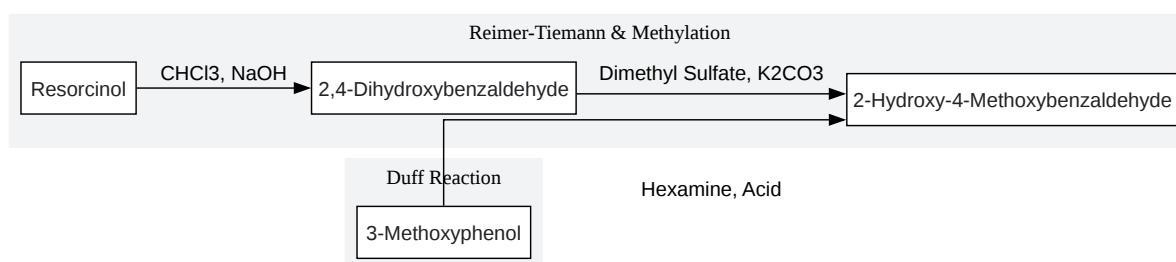 Reimer-Tiemann & Methylation
Resorcinol
CHCl3, NaOH
2,4-Dihydroxybenzaldehyde
Dimethyl Sulfate, K2CO3
2-Hydroxy-4-Methoxybenzaldehyde
Duff Reaction
Hexamine, Acid
3-Methoxyphenol